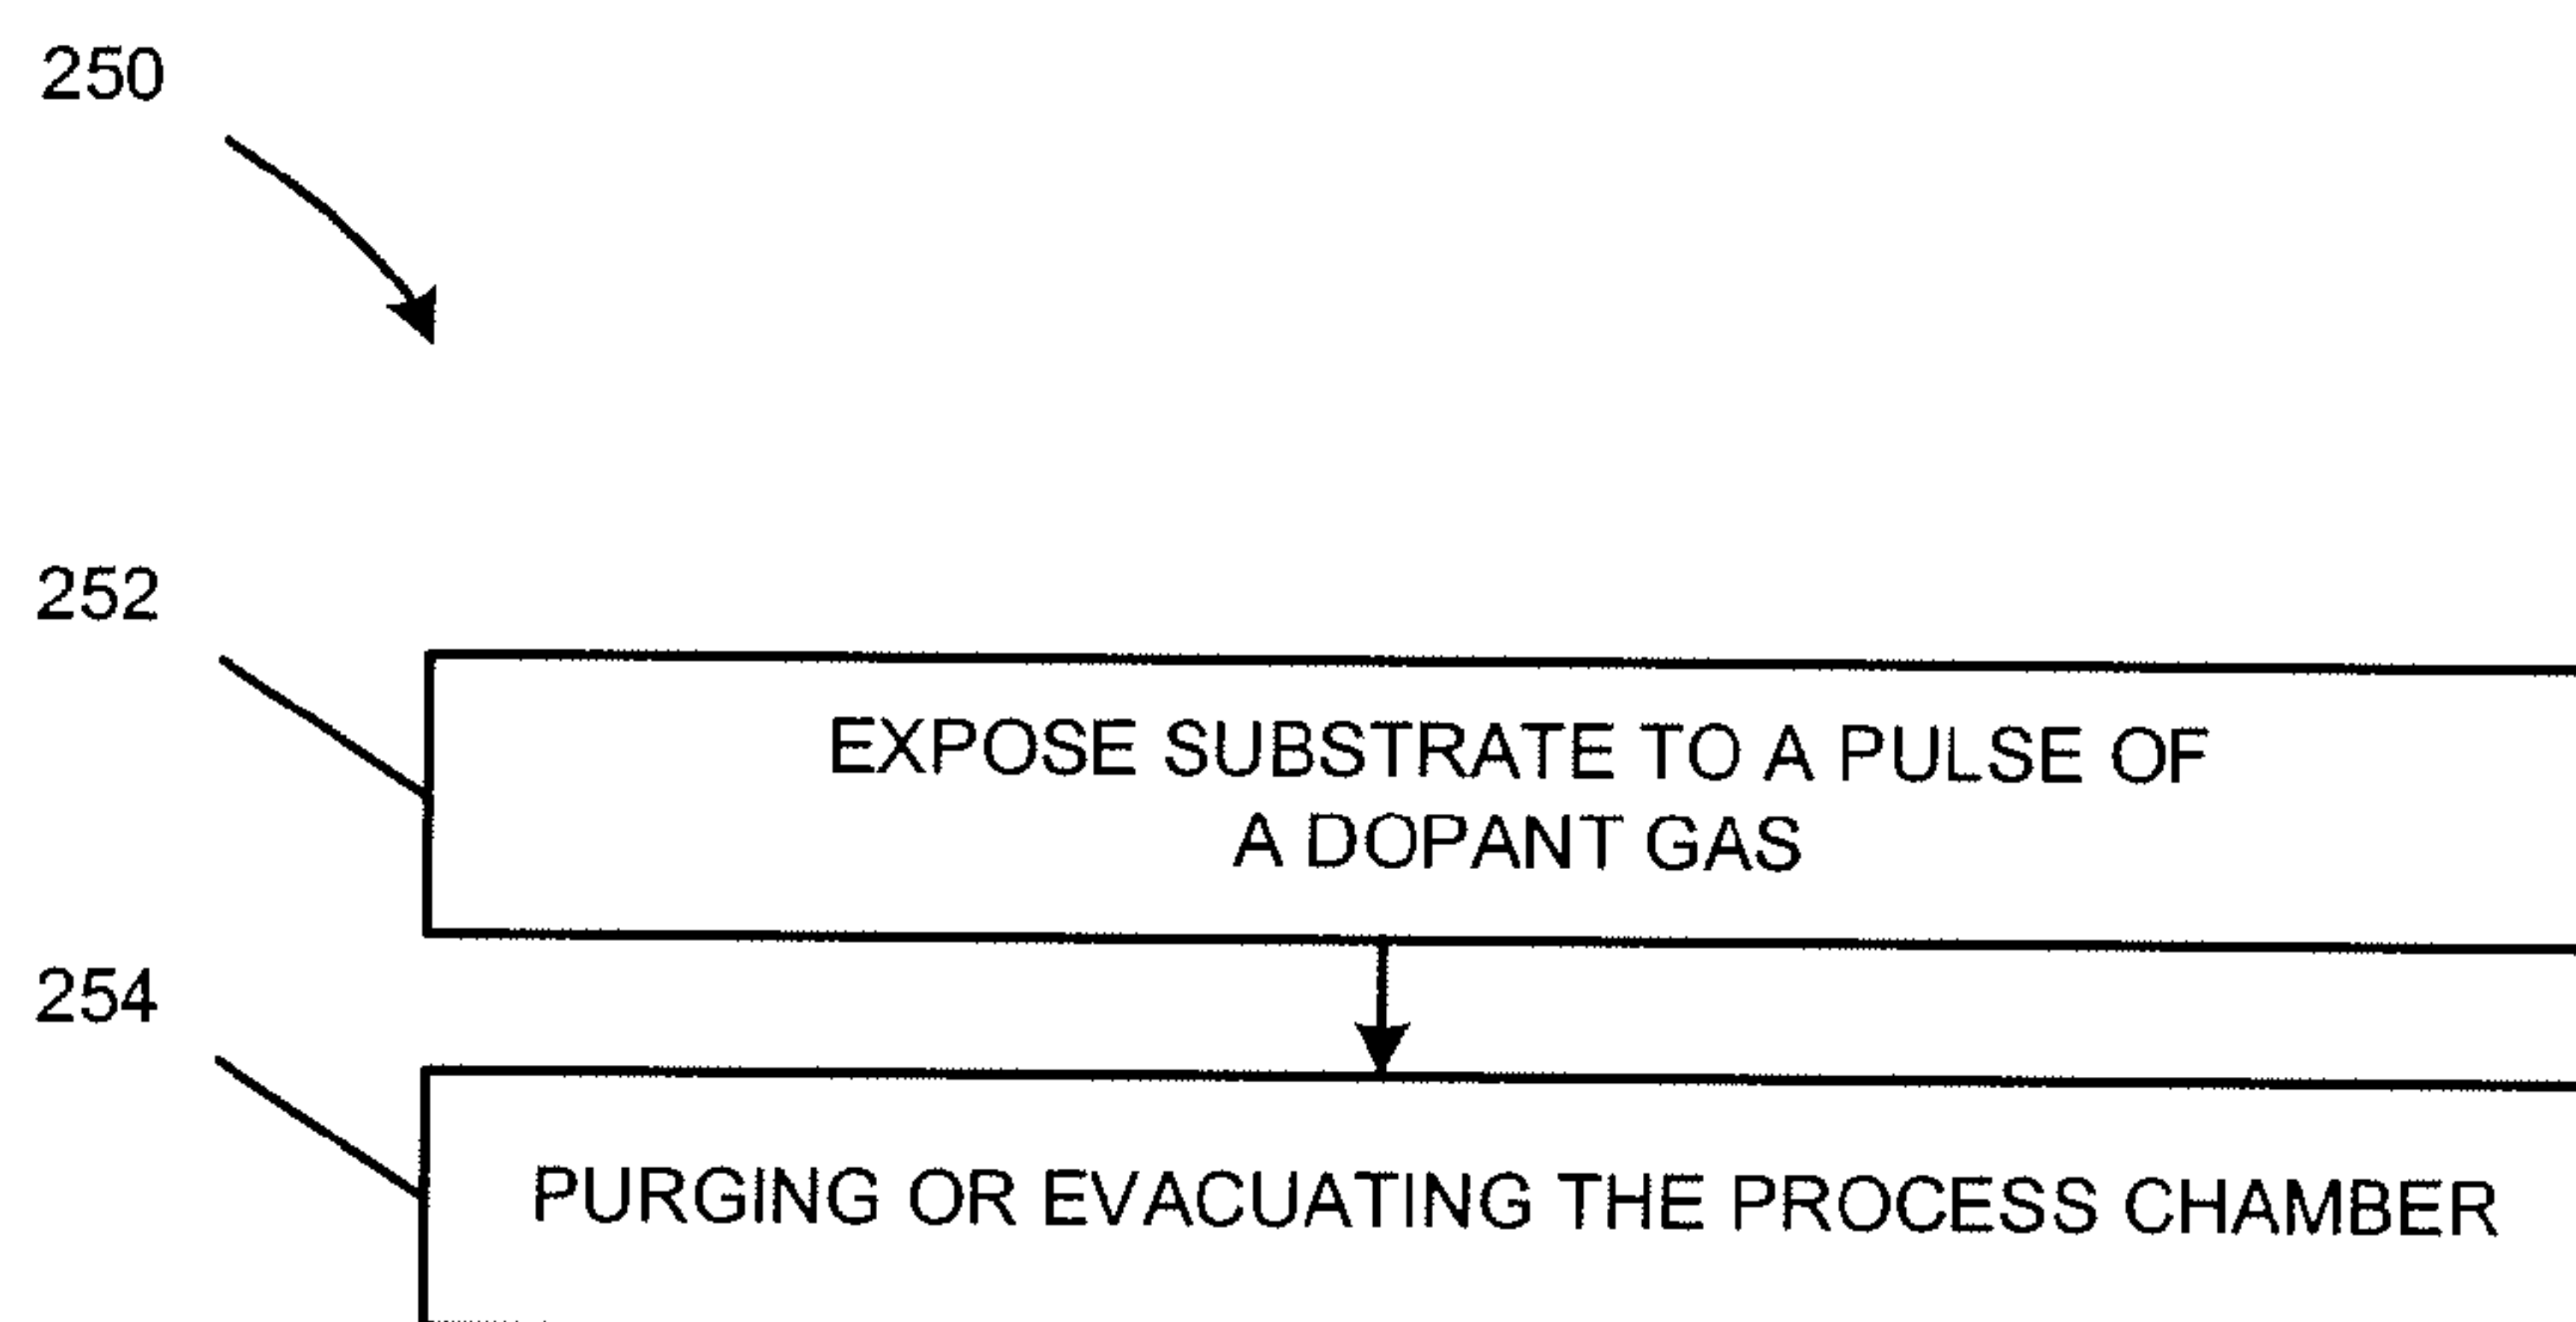 250
252
EXPOSE SUBSTRATE TO A PULSE OF
A DOPANT GAS
254
PURGING OR EVACUATING THE PROCESS CHAMBER